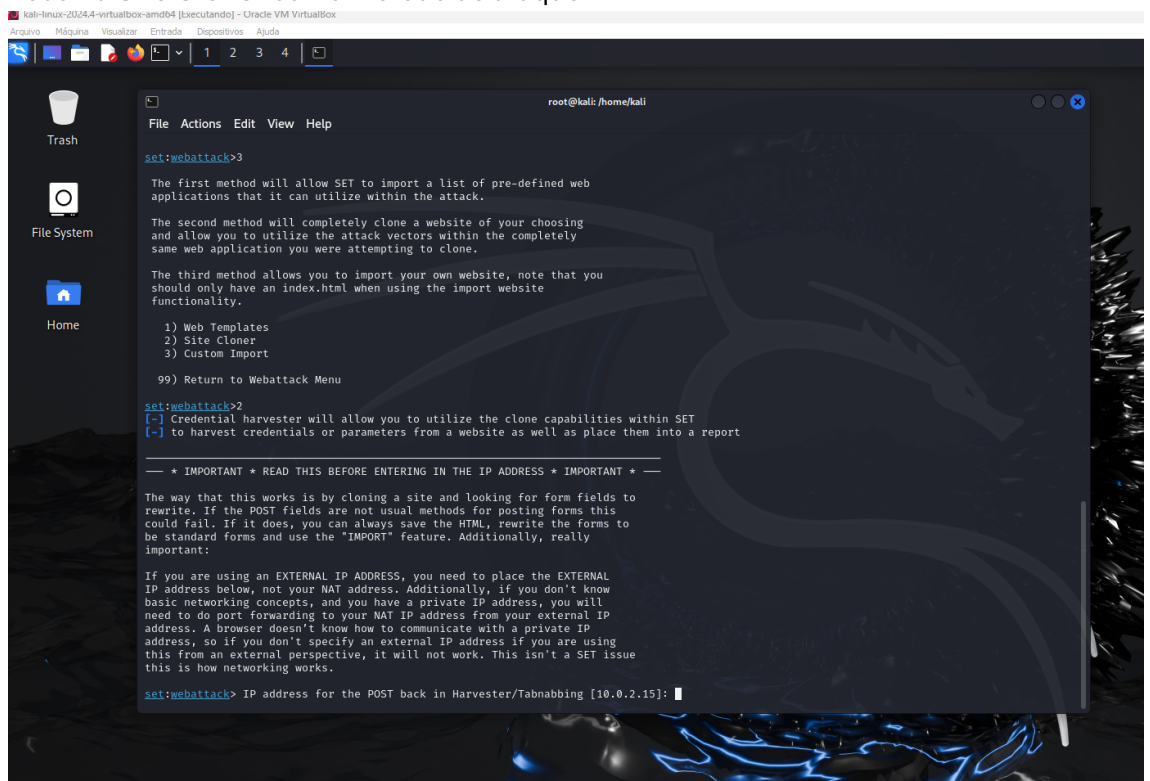 kali-linux-2024.4-virtualbox-amd64 [Executando] - Oracle VM VirtualBox
Arquivo Máquina Visualizar Entrada Dispositivos Ajuda
1 2 3 4
root@kali: /home/kali
File Actions Edit View Help
Trash
File System
Home
set:webattack>3
The first method will allow SET to import a list of pre-defined web
applications that it can utilize within the attack.
The second method will completely clone a website of your choosing
and allow you to utilize the attack vectors within the completely
same web application you were attempting to clone.
The third method allows you to import your own website, note that you
should only have an index.html when using the import website
functionality.
1) Web Templates
2) Site Cloner
3) Custom Import
99) Return to Webattack Menu
set:webattack>2
[-] Credential harvester will allow you to utilize the clone capabilities within SET
[-] to harvest credentials or parameters from a website as well as place them into a report
--- * IMPORTANT * READ THIS BEFORE ENTERING IN THE IP ADDRESS * IMPORTANT * ---
The way that this works is by cloning a site and looking for form fields to
rewrite. If the POST fields are not usual methods for posting forms this
could fail. If it does, you can always save the HTML, rewrite the forms to
be standard forms and use the "IMPORT" feature. Additionally, really
important:
If you are using an EXTERNAL IP ADDRESS, you need to place the EXTERNAL
IP address below, not your NAT address. Additionally, if you don't know
basic networking concepts, and you have a private IP address, you will
need to do port forwarding to your NAT IP address from your external IP
address. A browser doesn't know how to communicate with a private IP
address, so if you don't specify an external IP address if you are using
this from an external perspective, it will not work. This isn't a SET issue
this is how networking works.
set:webattack> IP address for the POST back in Harvester/Tabnabbing [10.0.2.15]: